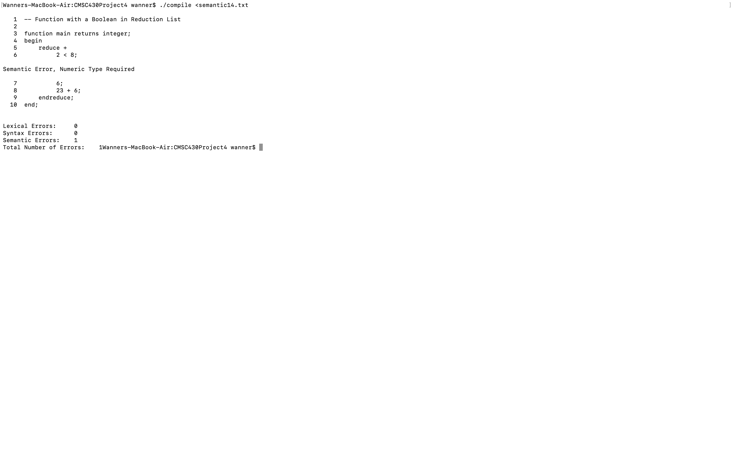 Wanners-MacBook-Air:CMSC430Project4 wanner$ ./compile <semantic14.txt
1 -- Function with a Boolean in Reduction List
2
3 function main returns integer;
4 begin
5 reduce +
6 2 < 8;
Semantic Error, Numeric Type Required
7 6;
8 23 + 6;
9 endreduce;
10 end;
Lexical Errors: 0
Syntax Errors: 0
Semantic Errors: 1
Total Number of Errors: 1Wanners-MacBook-Air:CMSC430Project4 wanner$